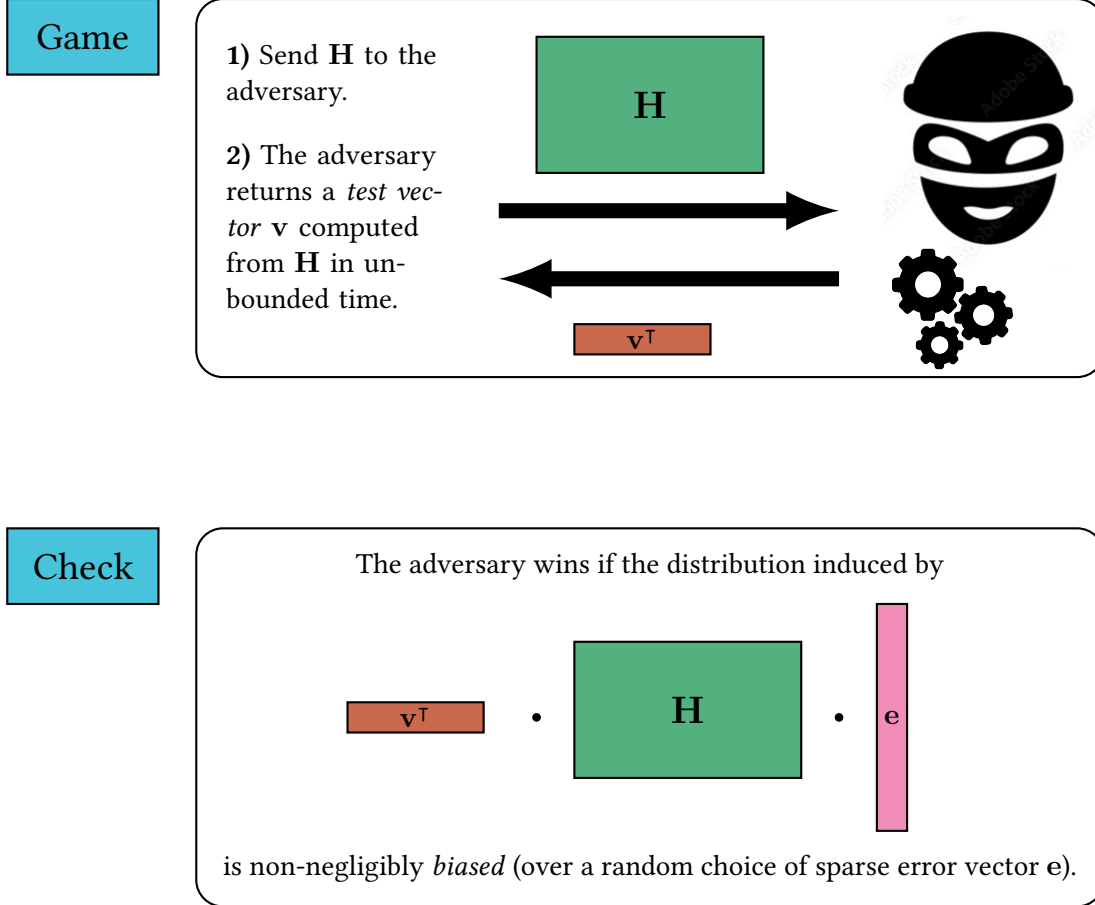 Game
1) Send H to the
adversary.
2) The adversary
returns a test vec-
tor v computed
from H in un-
bounded time.
H
v⊺
Adobe Stock
Check
The adversary wins if the distribution induced by
v⊺ · H · e
is non-negligibly biased (over a random choice of sparse error vector e).